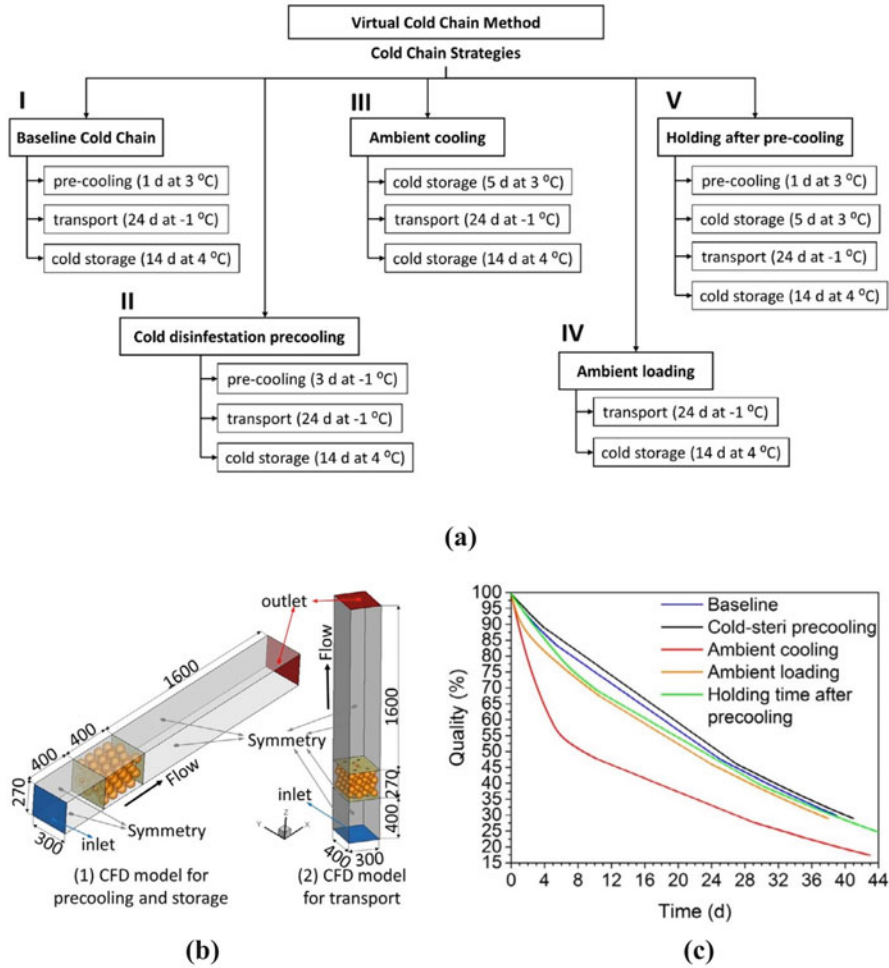 Virtual Cold Chain Method
Cold Chain Strategies
I
Baseline Cold Chain
pre-cooling (1 d at 3 °C)
transport (24 d at -1 °C)
cold storage (14 d at 4 °C)
II
Cold disinfestation precooling
pre-cooling (3 d at -1 °C)
transport (24 d at -1 °C)
cold storage (14 d at 4 °C)
III
Ambient cooling
cold storage (5 d at 3 °C)
transport (24 d at -1 °C)
cold storage (14 d at 4 °C)
IV
Ambient loading
transport (24 d at -1 °C)
cold storage (14 d at 4 °C)
V
Holding after pre-cooling
pre-cooling (1 d at 3 °C)
cold storage (5 d at 3 °C)
transport (24 d at -1 °C)
cold storage (14 d at 4 °C)
(a)
outlet
1600
400
400
270
300
Flow
Symmetry
inlet
Symmetry
Flow
1600
270
400
inlet
400
300
Y
Z
X
(1) CFD model for
precooling and storage
(2) CFD model
for transport
(b)
Quality (%)
100
95
90
85
80
75
70
65
60
55
50
45
40
35
30
25
20
15
Baseline
Cold-steri precooling
Ambient cooling
Ambient loading
Holding time after
precooling
0 4 8 12 16 20 24 28 32 36 40 44
Time (d)
(c)